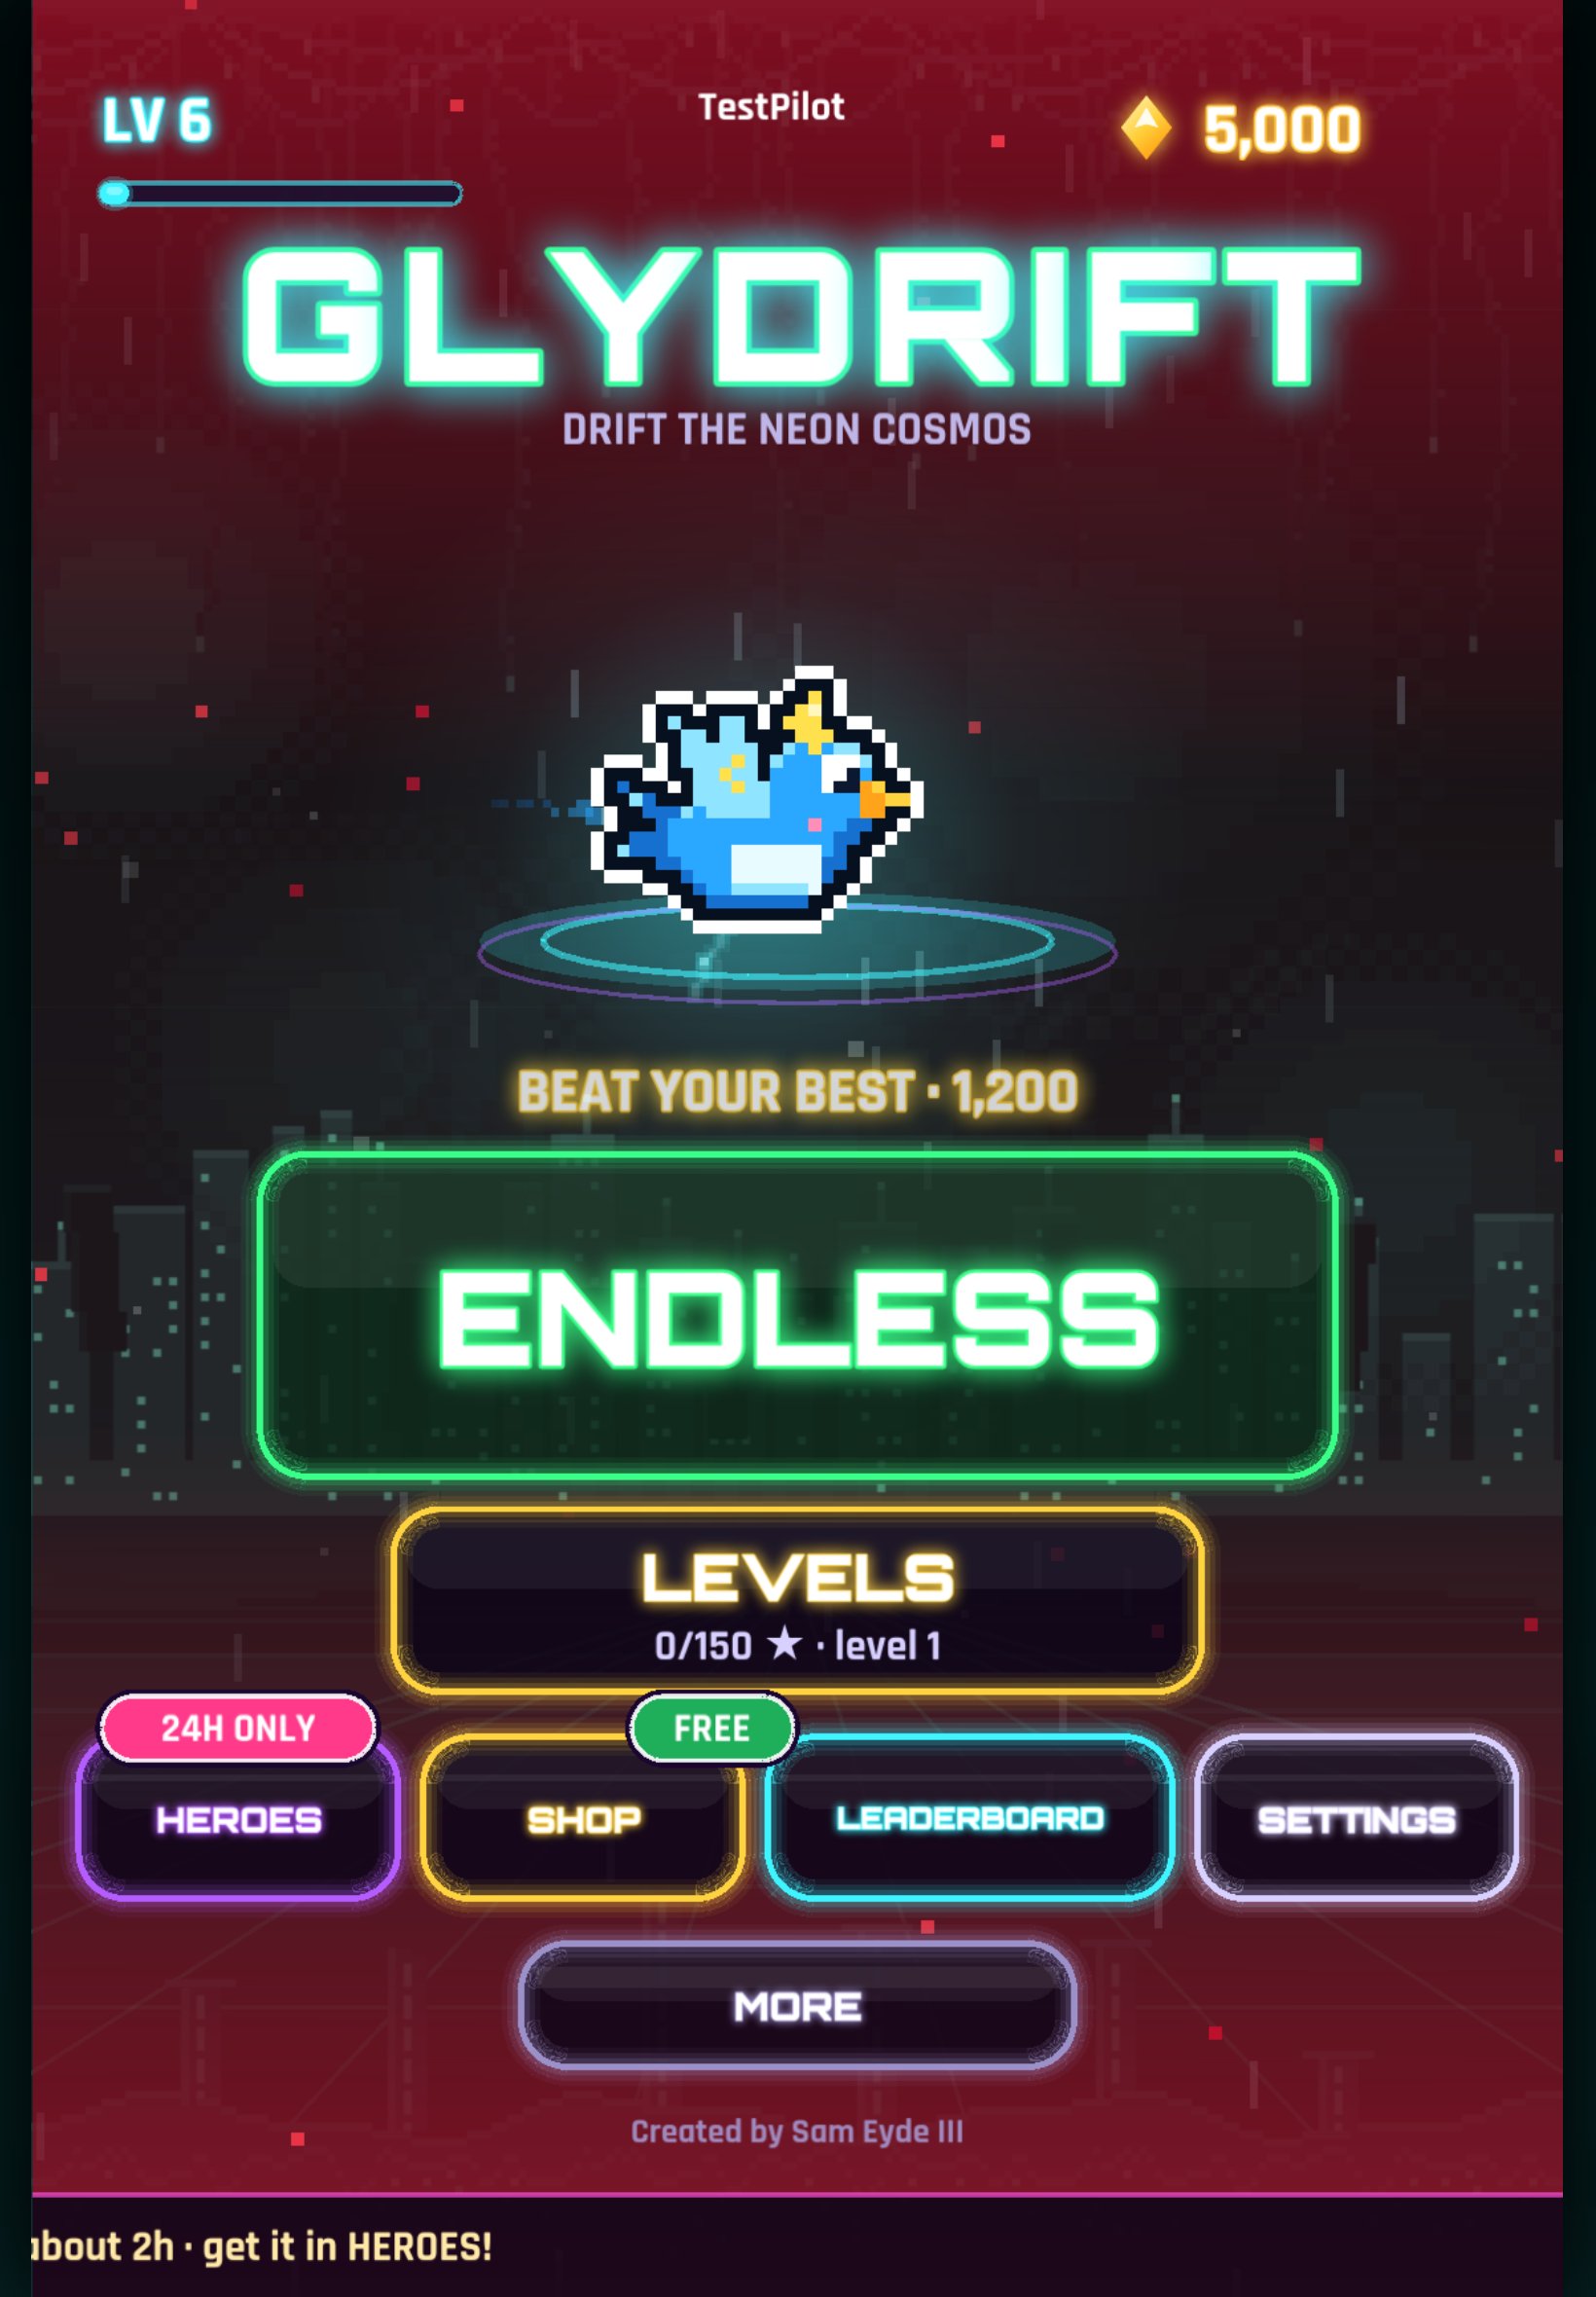 LV 6
TestPilot
5,000
GLYDRIFT
DRIFT THE NEON COSMOS
BEAT YOUR BEST · 1,200
ENDLESS
LEVELS
0/150 ★ · level 1
24H ONLY
FREE
HEROES
SHOP
LEADERBOARD
SETTINGS
MORE
Created by Sam Eyde III
about 2h · get it in HEROES!